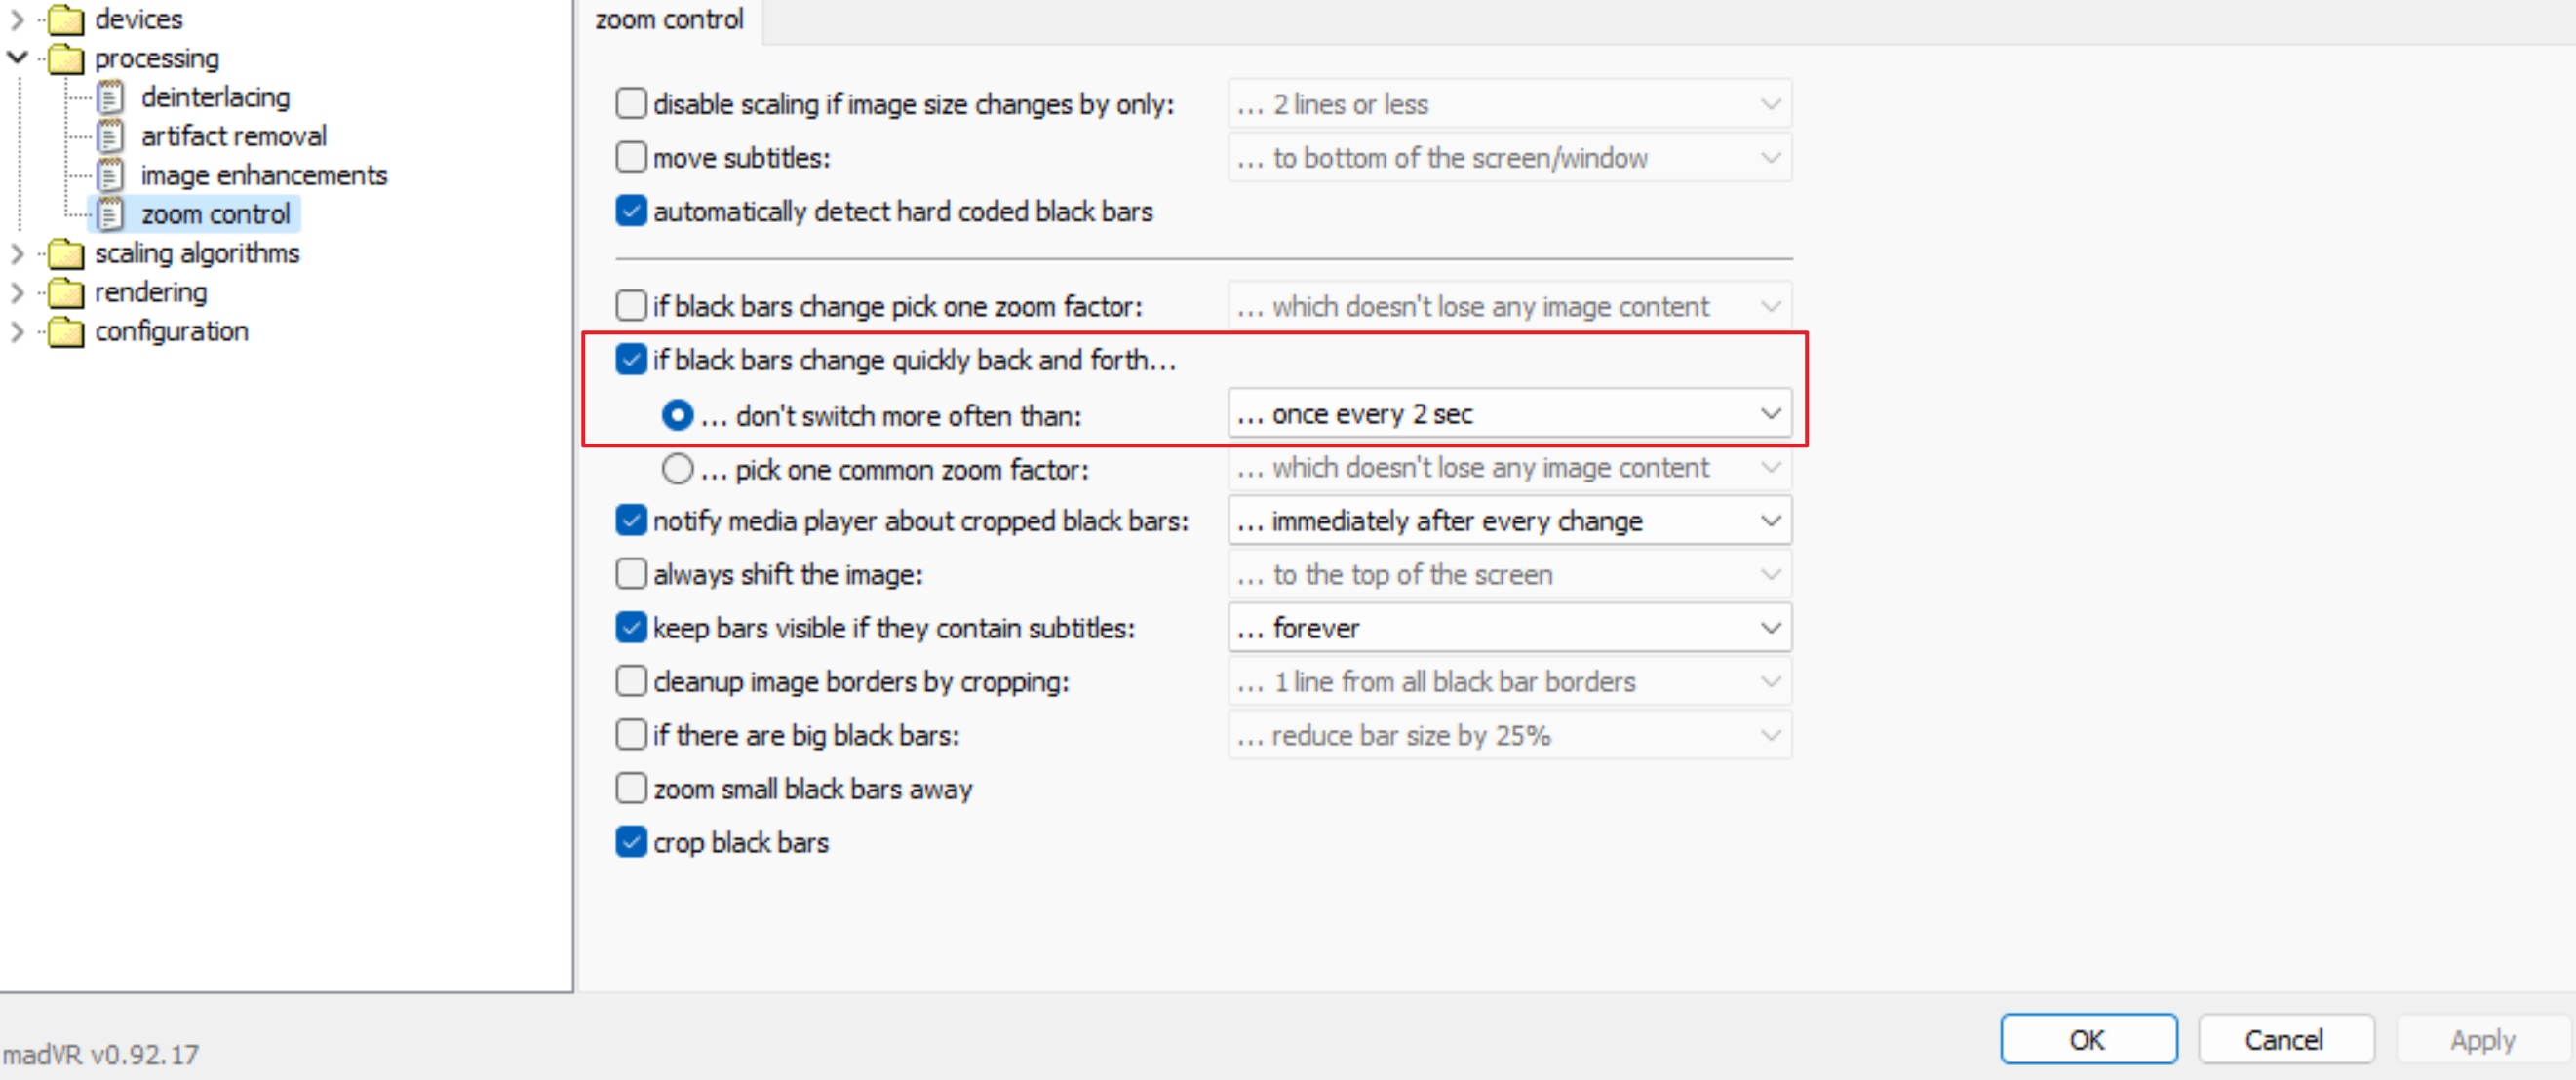 devices
processing
deinterlacing
artifact removal
image enhancements
zoom control
scaling algorithms
rendering
configuration
zoom control
disable scaling if image size changes by only: ... 2 lines or less
move subtitles: ... to bottom of the screen/window
automatically detect hard coded black bars
if black bars change pick one zoom factor: ... which doesn't lose any image content
if black bars change quickly back and forth...
... don't switch more often than: ... once every 2 sec
... pick one common zoom factor: ... which doesn't lose any image content
notify media player about cropped black bars: ... immediately after every change
always shift the image: ... to the top of the screen
keep bars visible if they contain subtitles: ... forever
cleanup image borders by cropping: ... 1 line from all black bar borders
if there are big black bars: ... reduce bar size by 25%
zoom small black bars away
crop black bars
madVR v0.92.17
OK Cancel Apply